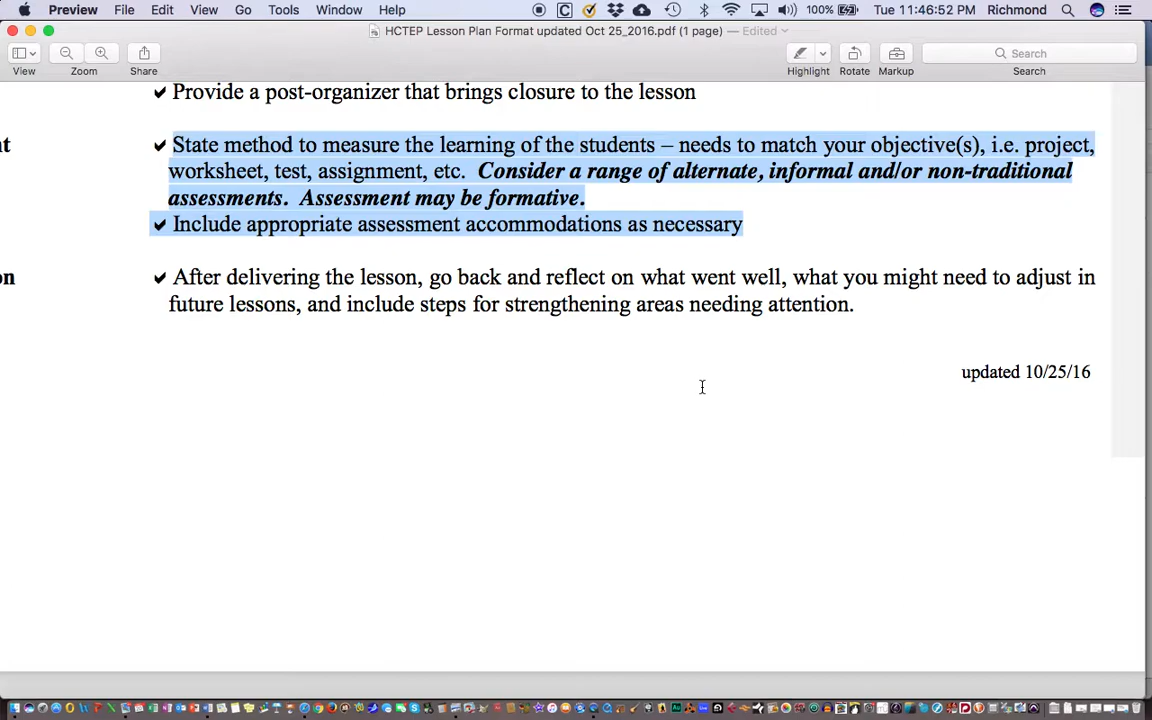 Preview File Edit View Go Tools Window Help 100% Tue 11:46:52 PM Richmond
HCTEP Lesson Plan Format updated Oct 25_2016.pdf (1 page) — Edited
View Zoom Share Highlight Rotate Markup Search
Search
✔ Provide a post-organizer that brings closure to the lesson
nt ✔ State method to measure the learning of the students – needs to match your objective(s), i.e. project,
worksheet, test, assignment, etc. Consider a range of alternate, informal and/or non-traditional
assessments. Assessment may be formative.
✔ Include appropriate assessment accommodations as necessary
on ✔ After delivering the lesson, go back and reflect on what went well, what you might need to adjust in
future lessons, and include steps for strengthening areas needing attention.
updated 10/25/16